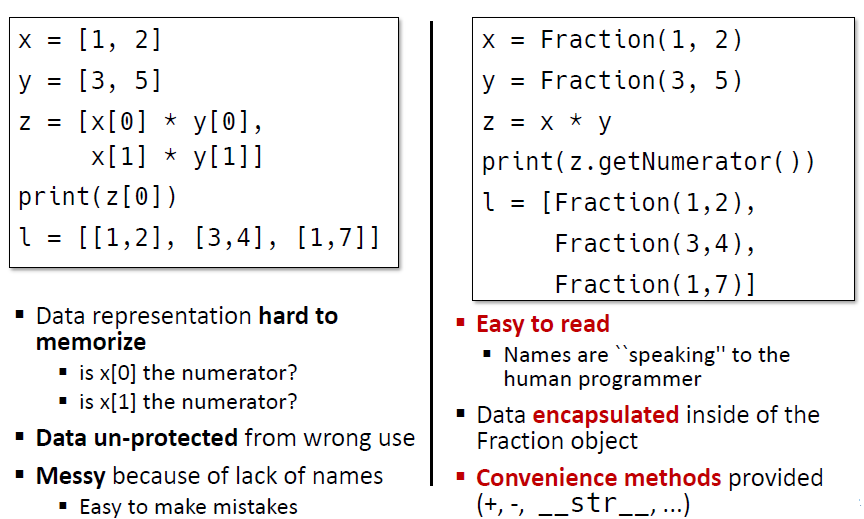 x = [1, 2]
y = [3, 5]
z = [x[0] * y[0],
x[1] * y[1]]
print(z[0])
l = [[1,2], [3,4], [1,7]]
▪ Data representation hard to
memorize
▪ is x[0] the numerator?
▪ is x[1] the numerator?
▪ Data un-protected from wrong use
▪ Messy because of lack of names
▪ Easy to make mistakes
x = Fraction(1, 2)
y = Fraction(3, 5)
z = x * y
print(z.getNumerator())
l = [Fraction(1,2),
Fraction(3,4),
Fraction(1,7)]
▪ Easy to read
▪ Names are ``speaking'' to the
human programmer
▪ Data encapsulated inside of the
Fraction object
▪ Convenience methods provided
(+, -, __str__, ...)